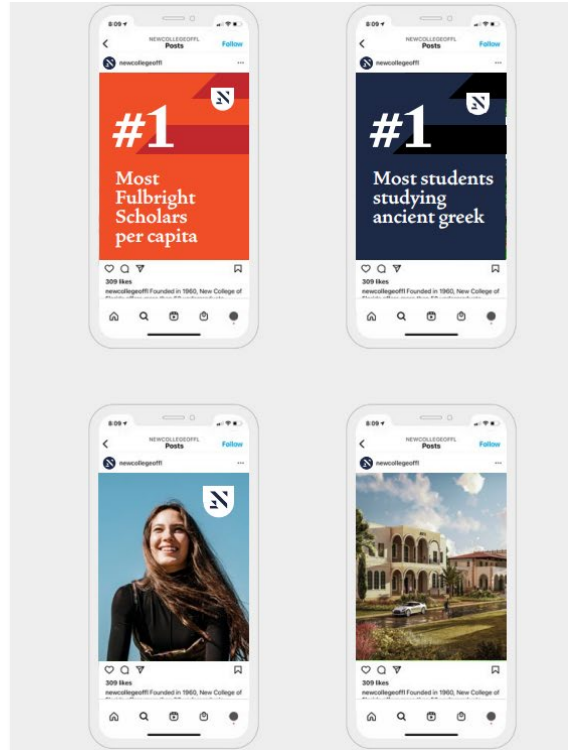 8:09
NEWCOLLEGEOFFL
Posts
Follow
newcollegeoffl
#1
Most
Fulbright
Scholars
per capita
309 likes
newcollegeoffl Founded in 1960, New College of
8:09
NEWCOLLEGEOFFL
Posts
Follow
newcollegeoffl
#1
Most students
studying
ancient greek
309 likes
newcollegeoffl Founded in 1960, New College of
8:09
NEWCOLLEGEOFFL
Posts
Follow
newcollegeoffl
N
309 likes
newcollegeoffl Founded in 1960, New College of
8:09
NEWCOLLEGEOFFL
Posts
Follow
newcollegeoffl
309 likes
newcollegeoffl Founded in 1960, New College of